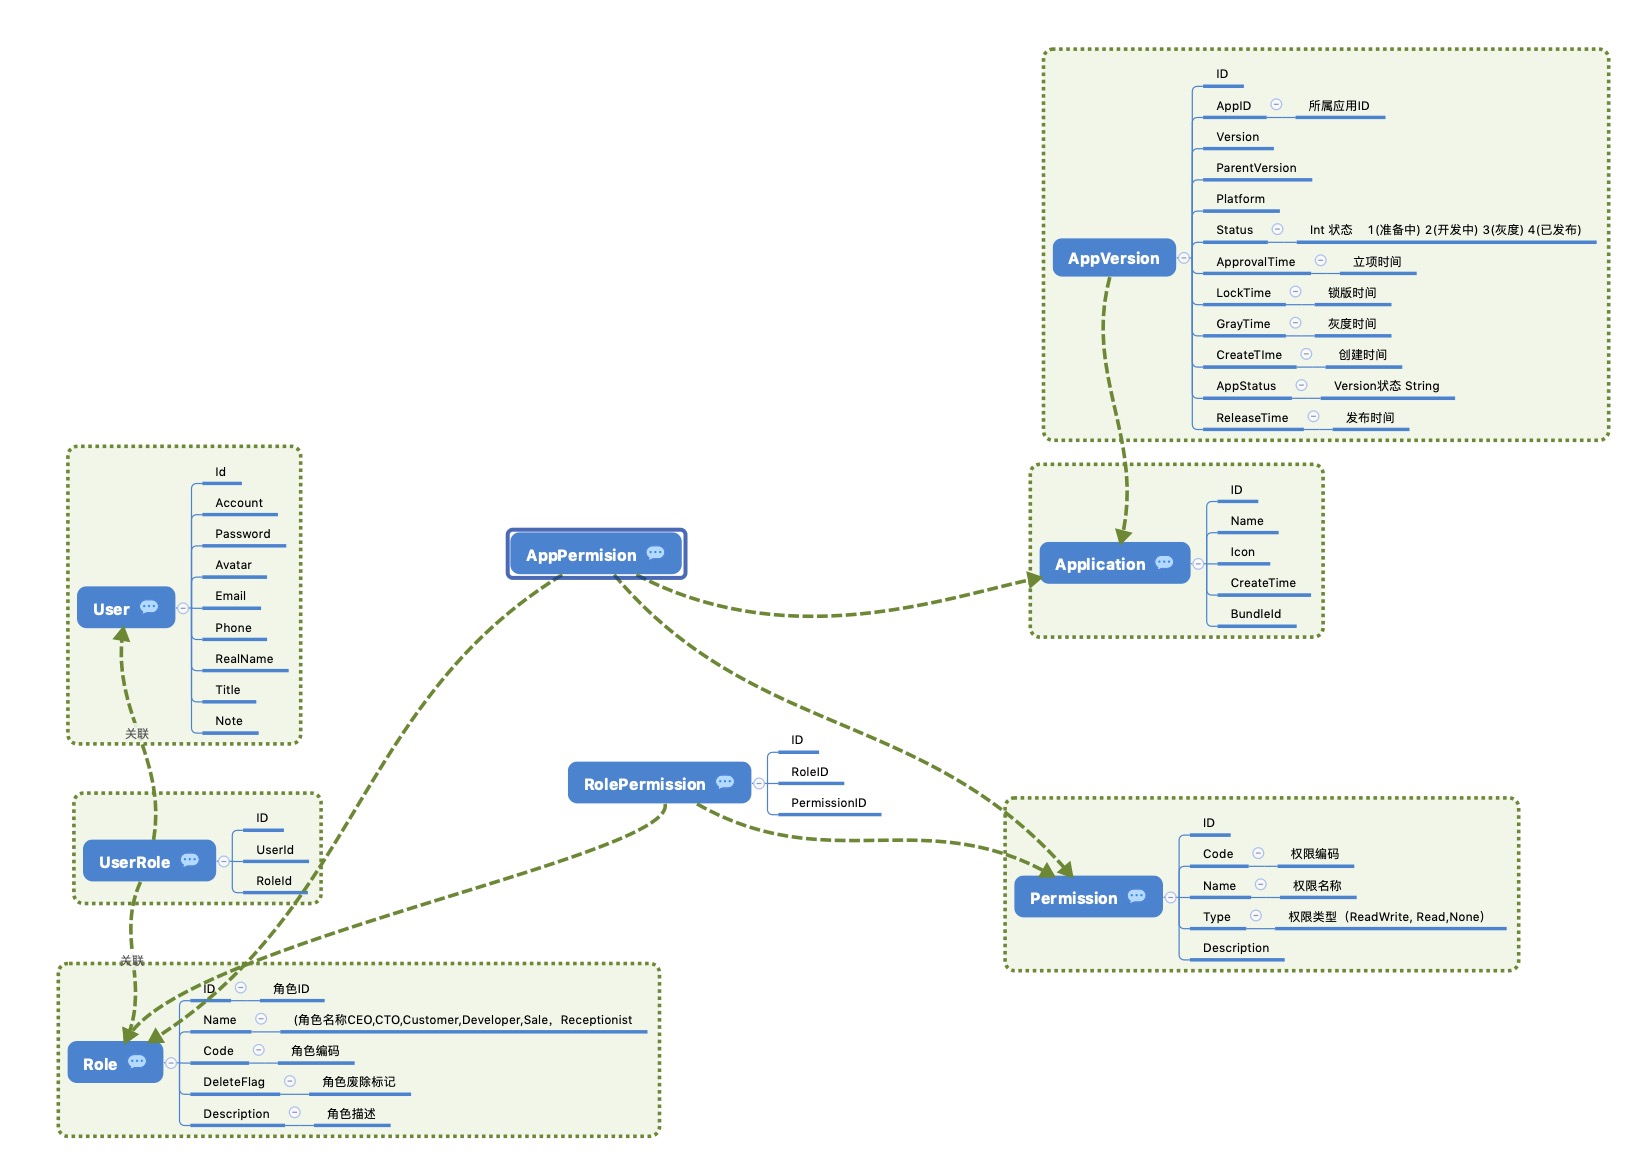 AppVersion
ID
AppID 所属应用ID
Version
ParentVersion
Platform
Status Int 状态 1(准备中) 2(开发中) 3(灰度) 4(已发布)
ApprovalTime 立项时间
LockTime 锁版时间
GrayTime 灰度时间
CreateTIme 创建时间
AppStatus Version状态 String
ReleaseTime 发布时间
User
Id
Account
Password
Avatar
Email
Phone
RealName
Title
Note
关联
AppPermision
Application
ID
Name
Icon
CreateTime
BundleId
RolePermission
ID
RoleID
PermissionID
UserRole
ID
UserId
RoleId
关联
Permission
ID
Code 权限编码
Name 权限名称
Type 权限类型（ReadWrite, Read,None）
Description
Role
ID 角色ID
Name (角色名称CEO,CTO,Customer,Developer,Sale，Receptionist
Code 角色编码
DeleteFlag 角色废除标记
Description 角色描述